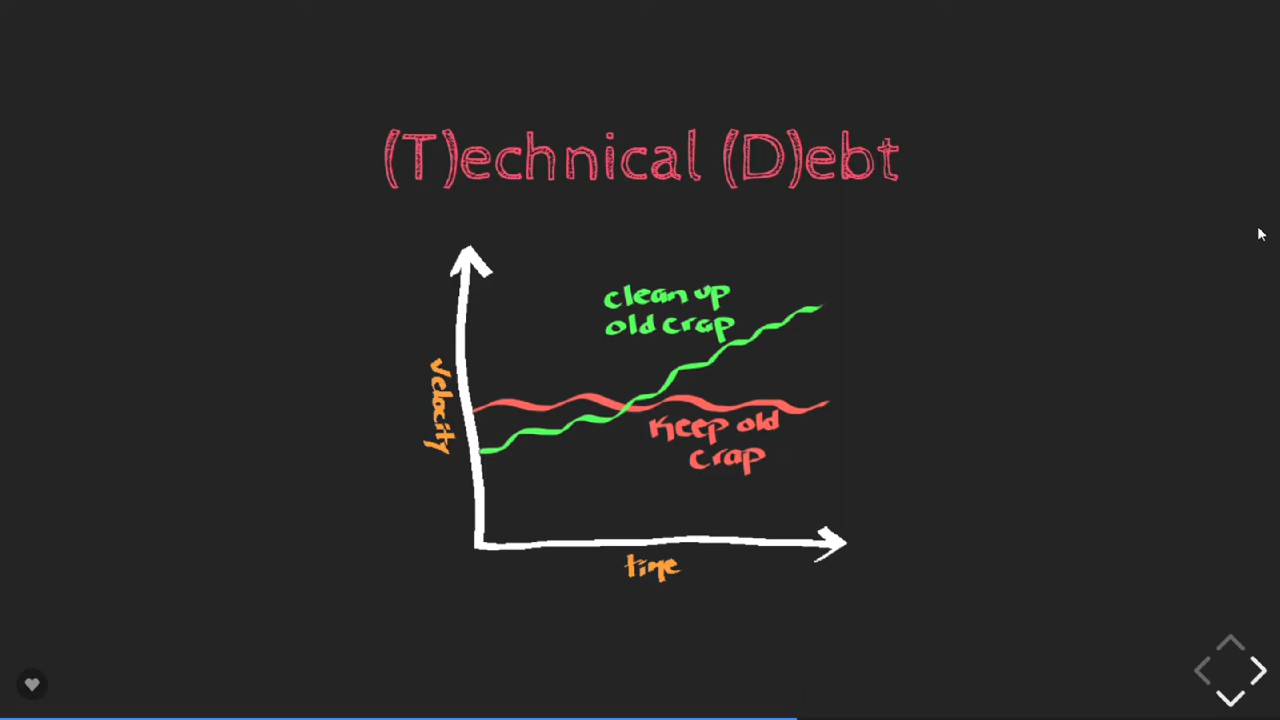 (T)echnical (D)ebt
clean up
old crap
Velocity
Keep old
crap
time